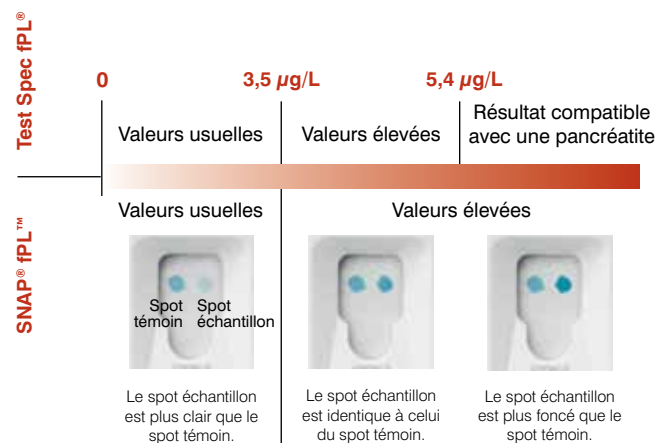 Test Spec fPL®
0
3,5 µg/L
5,4 µg/L
Valeurs usuelles
Valeurs élevées
Résultat compatible
avec une pancréatite
SNAP® fPL™
Valeurs usuelles
Valeurs élevées
Spot
témoin
Spot
échantillon
Le spot échantillon
est plus clair que le
spot témoin.
Le spot échantillon
est identique à celui
du spot témoin.
Le spot échantillon
est plus foncé que le
spot témoin.